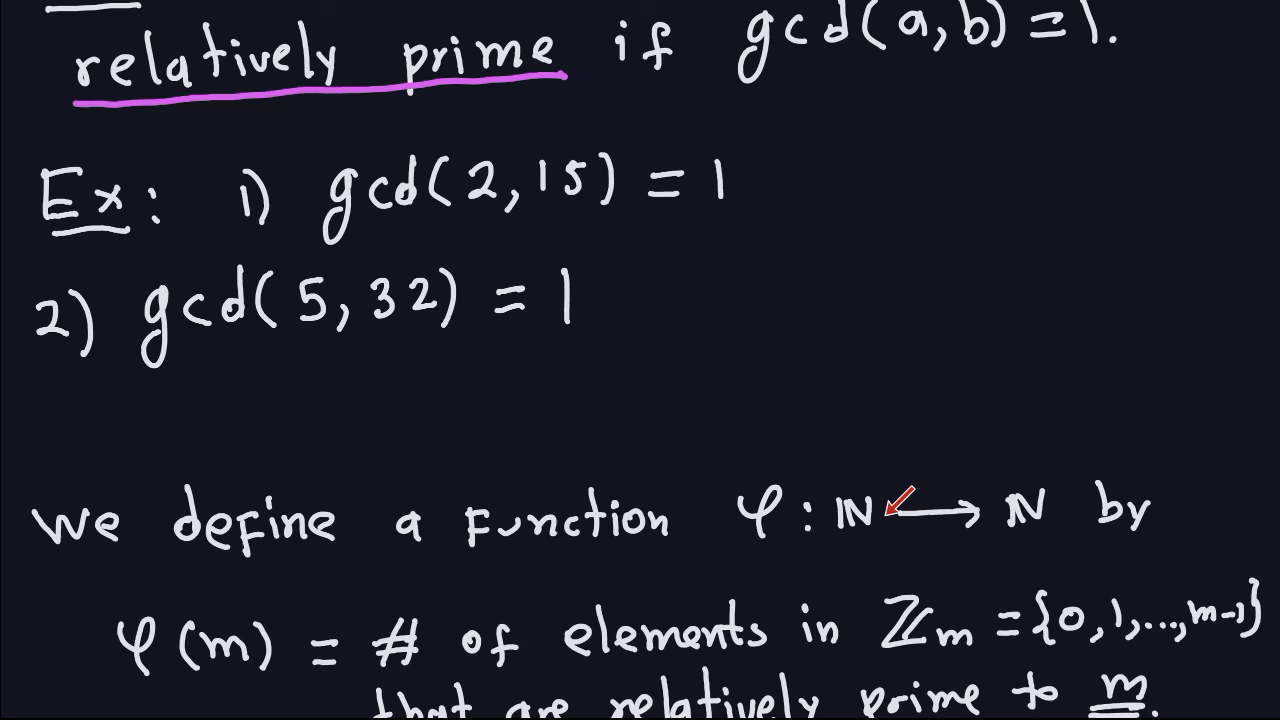 relatively prime if gcd(a,b)=1.
Ex: 1) gcd(2,15) = 1
2) gcd(5,32) = 1
We define a Function φ : ℕ ⟶ ℕ by
φ(m) = # of elements in ℤₘ = {0,1,...,m-1}
that are relatively prime to m.